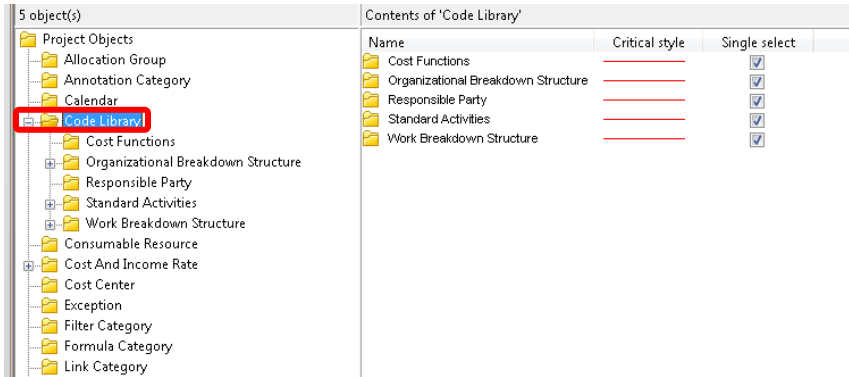 5 object(s)
Project Objects
Allocation Group
Annotation Category
Calendar
Code Library
Cost Functions
Organizational Breakdown Structure
Responsible Party
Standard Activities
Work Breakdown Structure
Consumable Resource
Cost And Income Rate
Cost Center
Exception
Filter Category
Formula Category
Link Category
Contents of 'Code Library'
Name Critical style Single select
Cost Functions
Organizational Breakdown Structure
Responsible Party
Standard Activities
Work Breakdown Structure